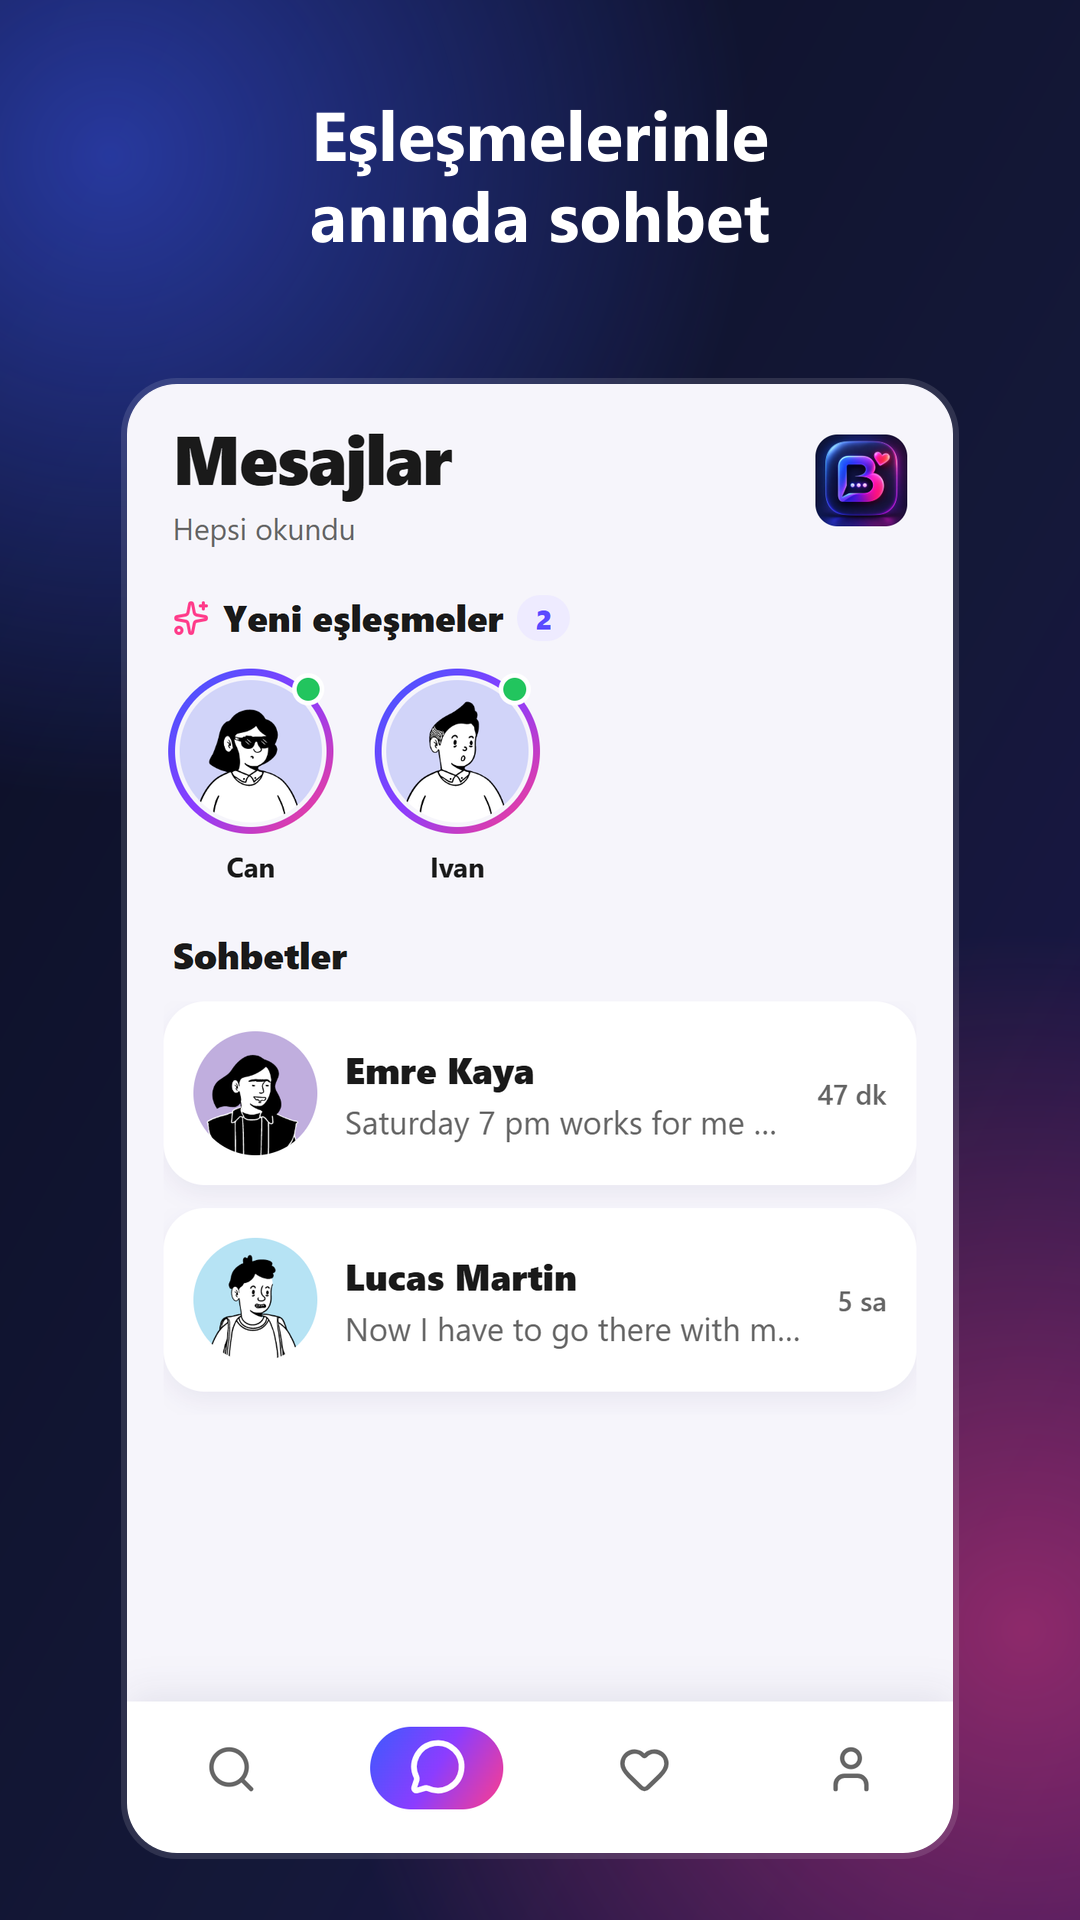 Eşleşmelerinle
anında sohbet
Mesajlar
Hepsi okundu
Yeni eşleşmeler 2
Can
Ivan
Sohbetler
Emre Kaya
47 dk
Saturday 7 pm works for me ...
Lucas Martin
5 sa
Now I have to go there with m...